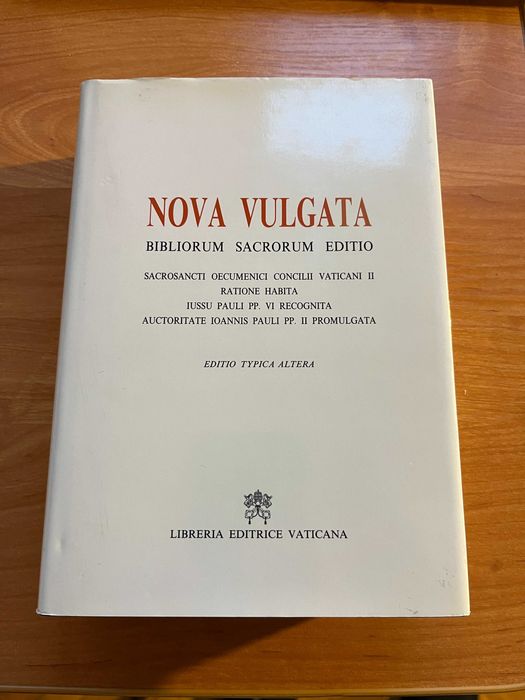 NOVA VULGATA
BIBLIORUM SACRORUM EDITIO
SACROSANCTI OECUMENICI CONCILII VATICANI II
RATIONE HABITA
IUSSU PAULI PP. VI RECOGNITA
AUCTORITATE IOANNIS PAULI PP. II PROMULGATA
EDITIO TYPICA ALTERA
LIBRERIA EDITRICE VATICANA